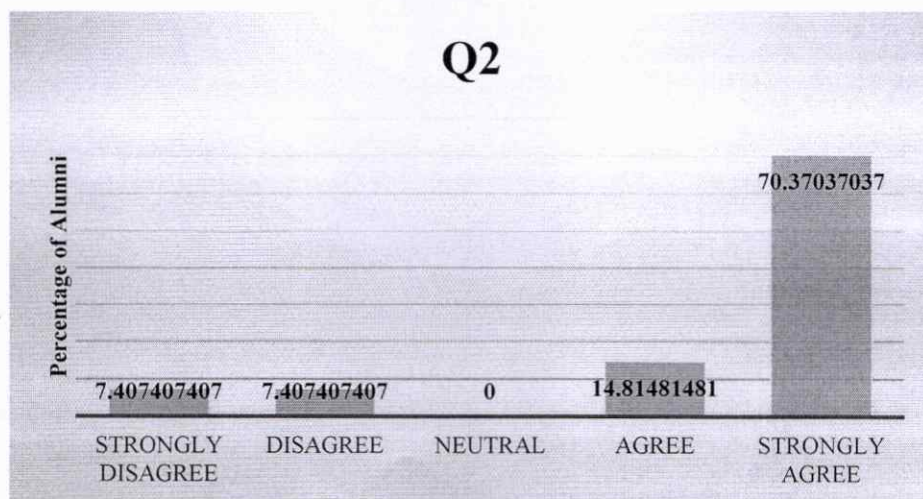 Q2
Percentage of Alumni
70.37037037
7.407407407
7.407407407
0
14.81481481
STRONGLY
DISAGREE
DISAGREE
NEUTRAL
AGREE
STRONGLY
AGREE